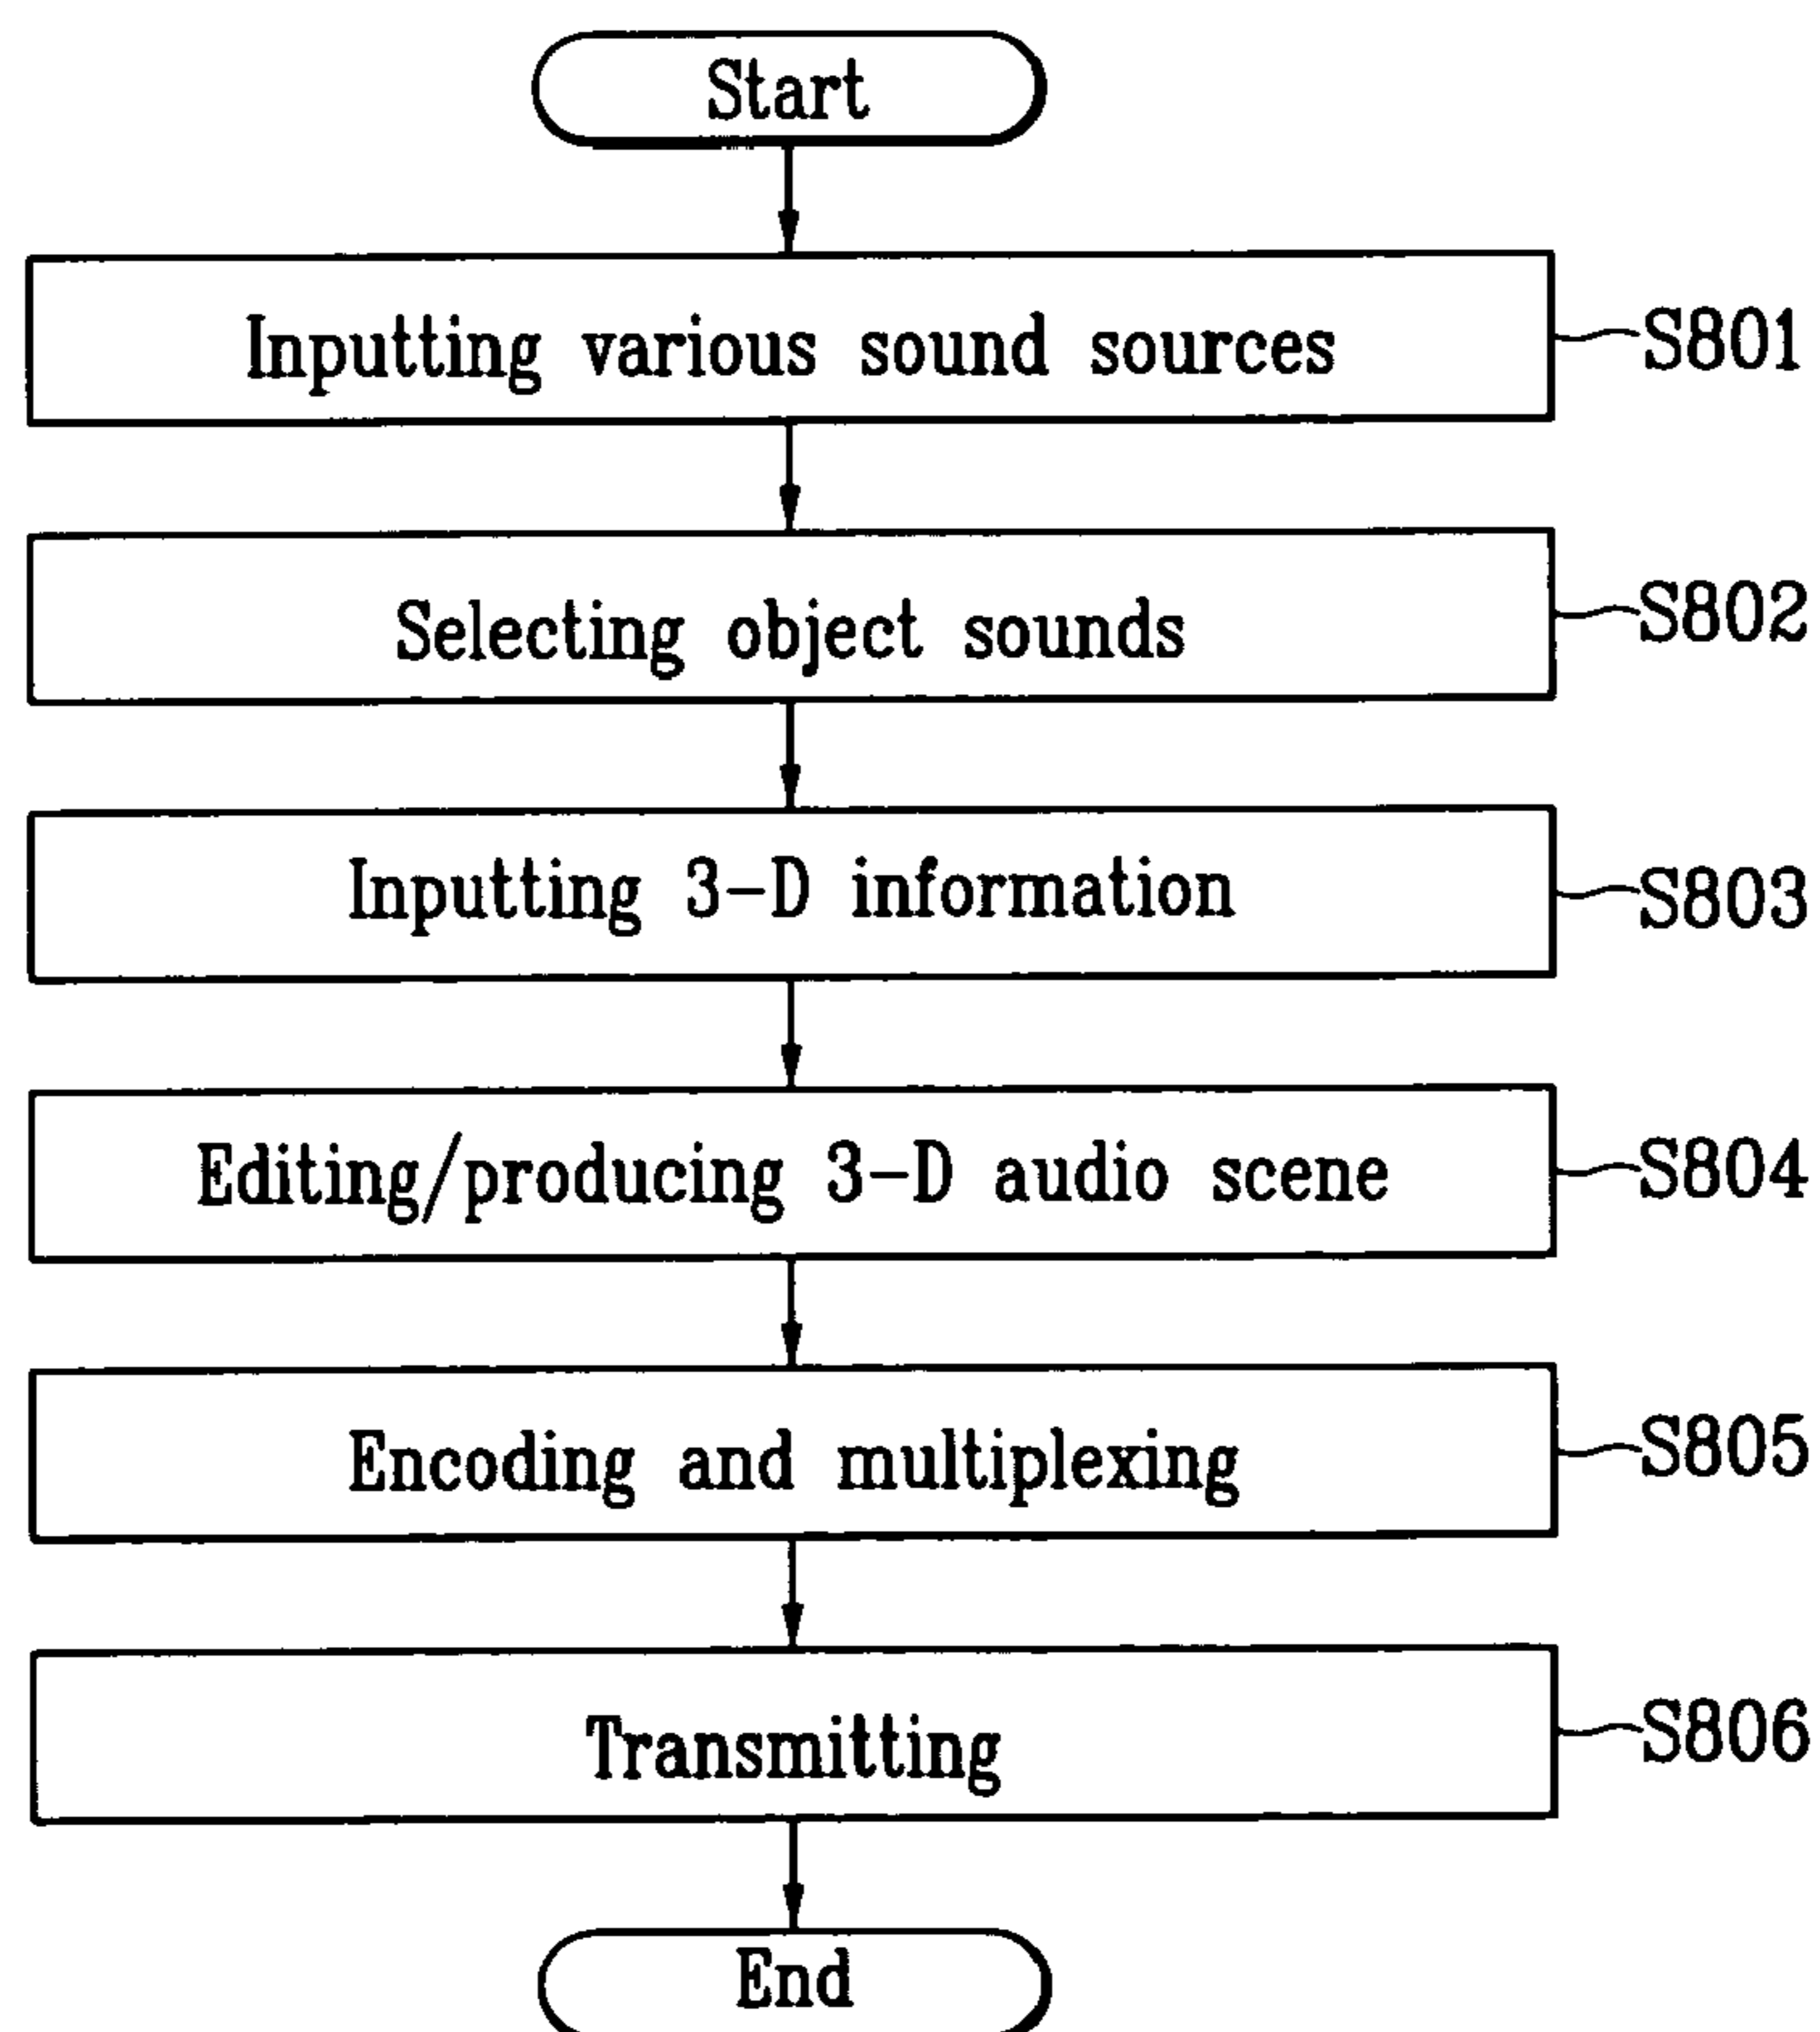 Start
Inputting various sound sources
S801
Selecting object sounds
S802
Inputting 3-D information
S803
Editing/producing 3-D audio scene
S804
Encoding and multiplexing
S805
Transmitting
S806
End